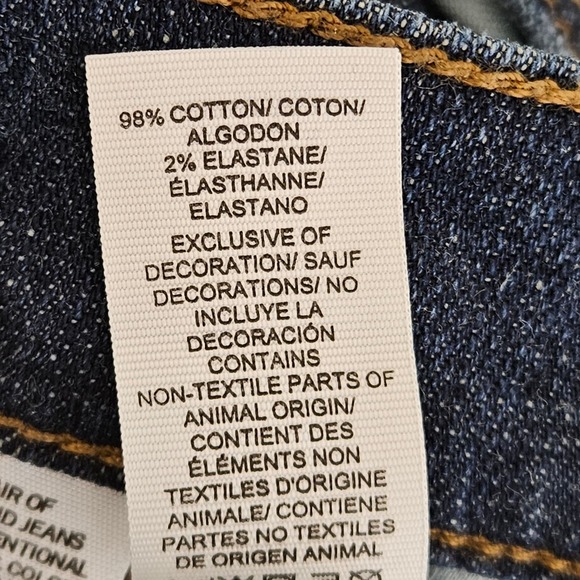 98% COTTON/ COTON/
ALGODON
2% ELASTANE/
ÉLASTHANNE/
ELASTANO
EXCLUSIVE OF
DECORATION/ SAUF
DECORATIONS/ NO
INCLUYE LA
DECORACIÓN
CONTAINS
NON-TEXTILE PARTS OF
ANIMAL ORIGIN/
CONTIENT DES
ÉLÉMENTS NON
TEXTILES D'ORIGINE
ANIMALE/ CONTIENE
PARTES NO TEXTILES
DE ORIGEN ANIMAL
OF
JEANS